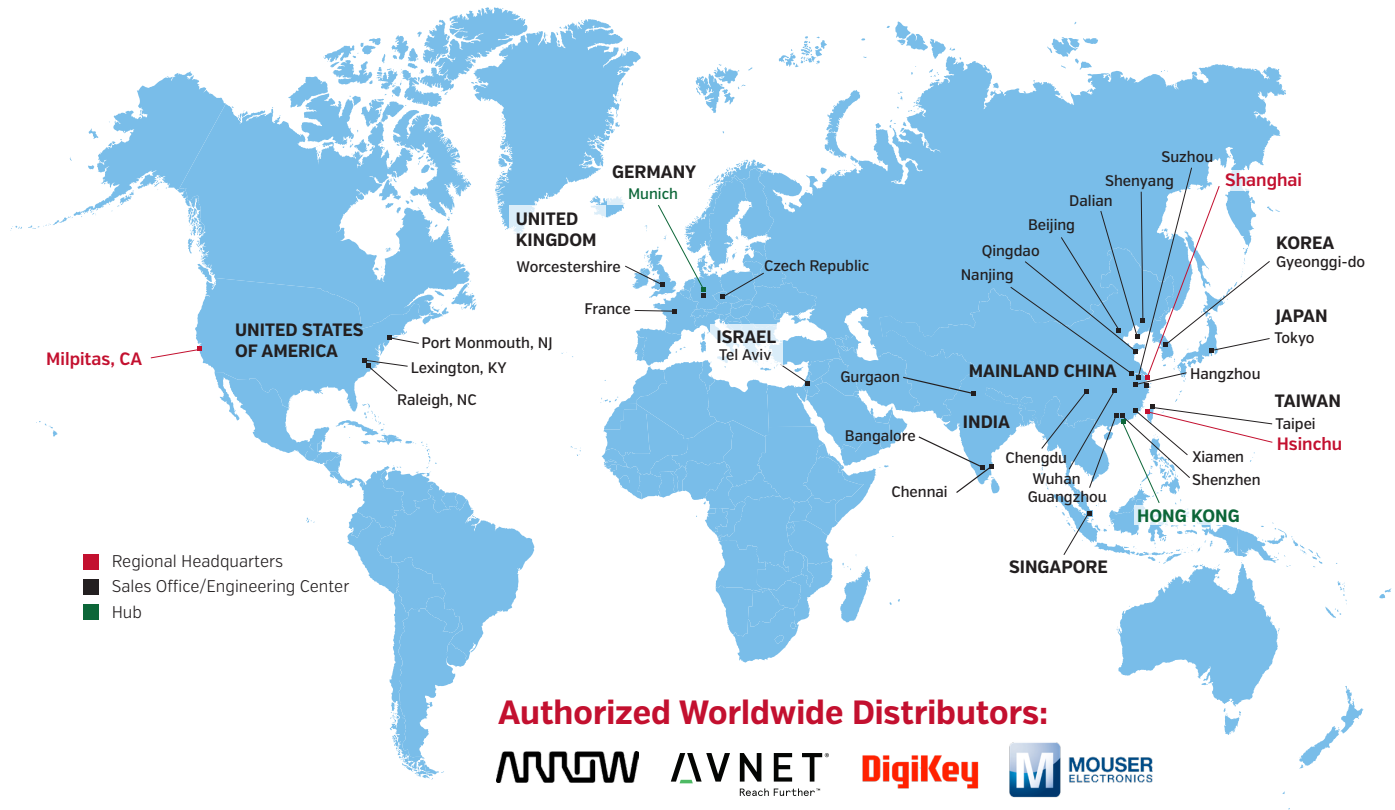 GERMANY
Munich
UNITED
KINGDOM
Worcestershire
Czech Republic
France
ISRAEL
Tel Aviv
UNITED STATES
OF AMERICA
Milpitas, CA
Port Monmouth, NJ
Lexington, KY
Raleigh, NC
Suzhou
Shenyang
Shanghai
Dalian
Beijing
Qingdao
Nanjing
KOREA
Gyeonggi-do
JAPAN
Tokyo
MAINLAND CHINA
Hangzhou
Gurgaon
INDIA
Bangalore
Chennai
TAIWAN
Taipei
Hsinchu
Chengdu
Wuhan
Guangzhou
Xiamen
Shenzhen
HONG KONG
SINGAPORE
Regional Headquarters
Sales Office/Engineering Center
Hub
Authorized Worldwide Distributors:
ARROW
AVNET®
Reach Further™
DigiKey
M MOUSER
ELECTRONICS